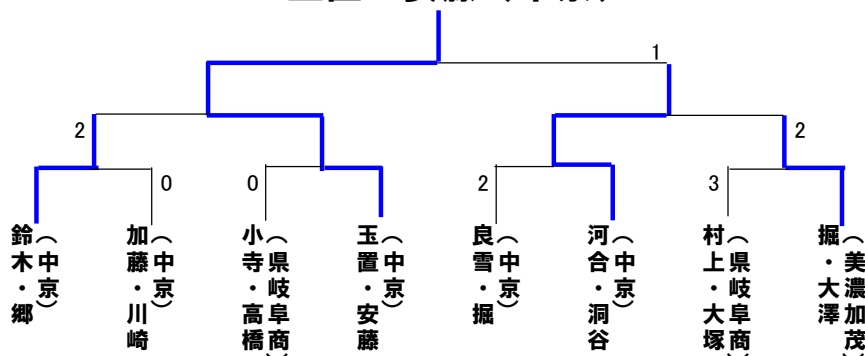 1
2
2
0
0
2
3
鈴木・郷
(中京)
加藤・川崎
(中京)
小寺・高橋
(県岐阜商)
玉置・安藤
(中京)
良雪・掘
(中京)
河合・洞谷
(中京)
村上・大塚
(県岐阜商)
掘・大澤
(美濃加茂)